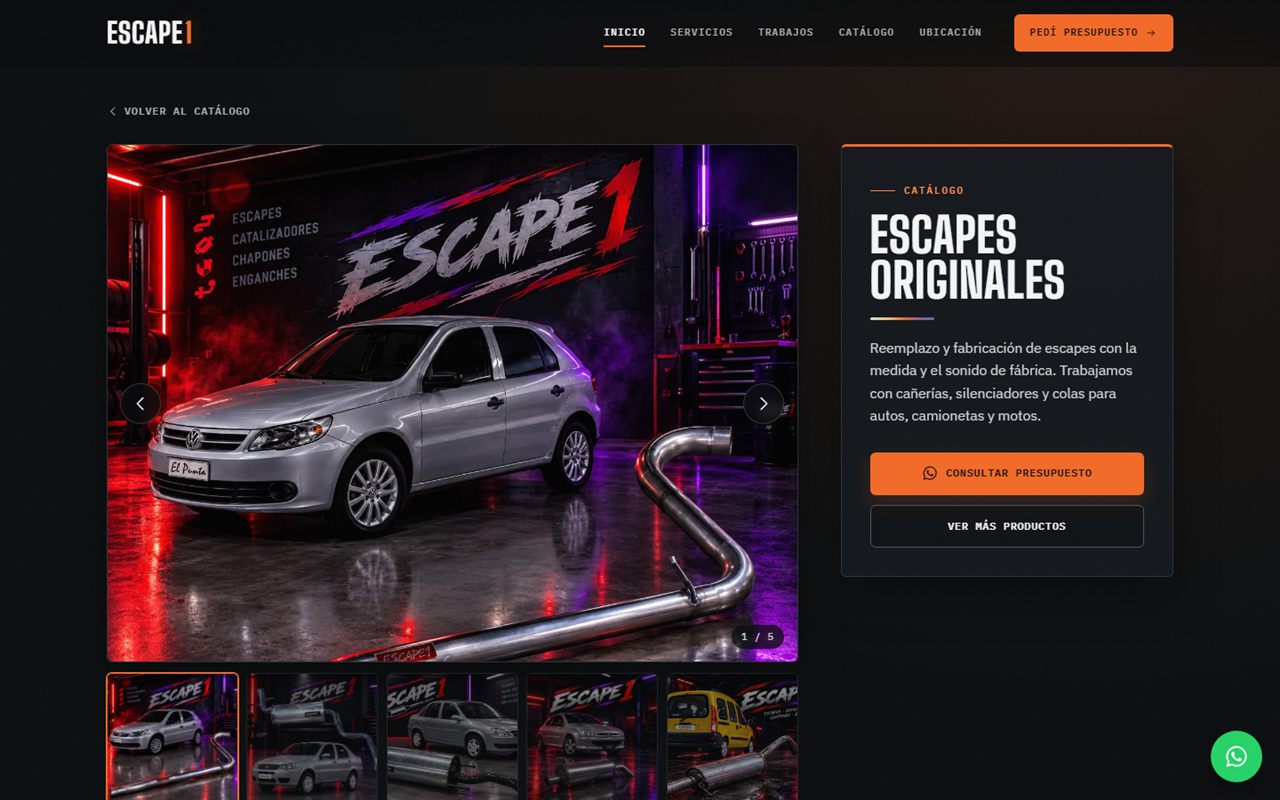 ESCAPE1
INICIO
SERVICIOS
TRABAJOS
CATÁLOGO
UBICACIÓN
PEDÍ PRESUPUESTO →
VOLVER AL CATÁLOGO
ESCAPES
CATALIZADORES
CHAPONES
ENGANCHES
ESCAPE1
El Punta
ESCAPE1
1 / 5
CATÁLOGO
ESCAPES
ORIGINALES
Reemplazo y fabricación de escapes con la
medida y el sonido de fábrica. Trabajamos
con cañerías, silenciadores y colas para
autos, camionetas y motos.
CONSULTAR PRESUPUESTO
VER MÁS PRODUCTOS
ESCAPE1
ESCAPE1
ESCAPE1
ESCAPE1
ESCAP